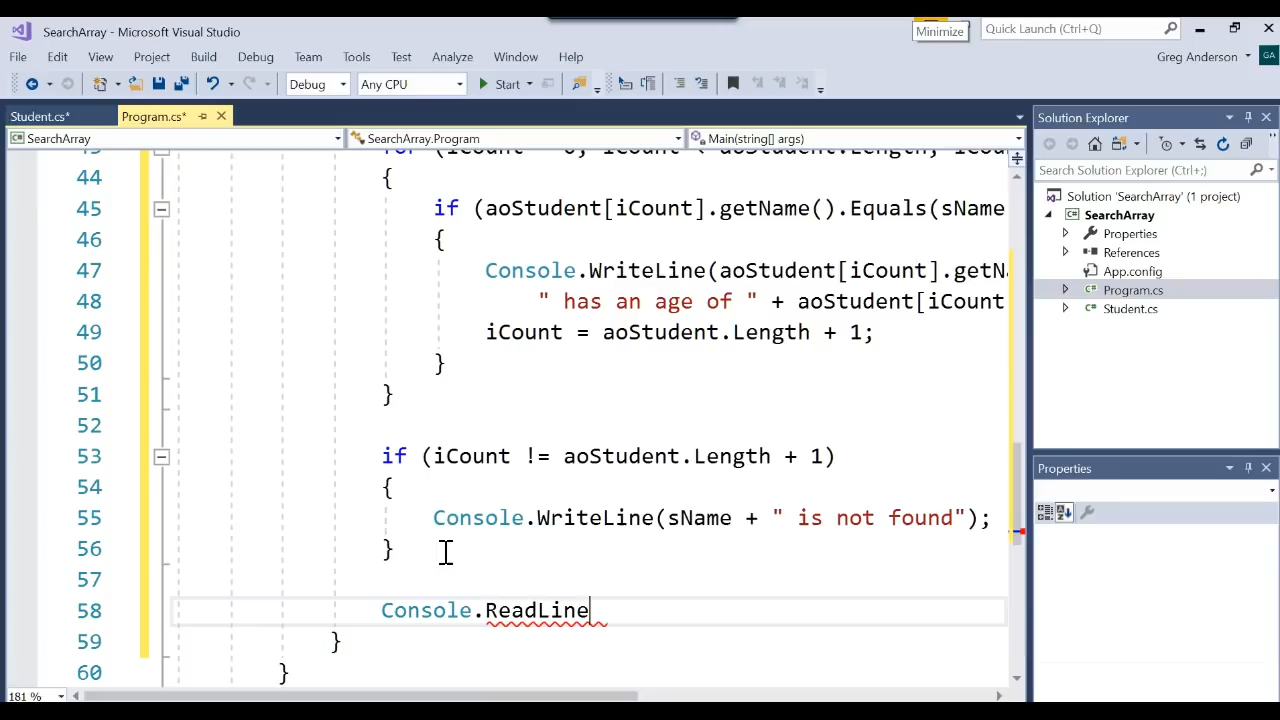 SearchArray - Microsoft Visual Studio
Minimize
Quick Launch (Ctrl+Q)
File Edit View Project Build Debug Team Tools Test Analyze Window Help
Greg Anderson
GA
Debug
Any CPU
Start
Student.cs*
Program.cs*
SearchArray
SearchArray.Program
Main(string[] args)
44 {
45 if (aoStudent[iCount].getName().Equals(sName
46 {
47 Console.WriteLine(aoStudent[iCount].getN
48 " has an age of " + aoStudent[iCount
49 iCount = aoStudent.Length + 1;
50 }
51 }
52
53 if (iCount != aoStudent.Length + 1)
54 {
55 Console.WriteLine(sName + " is not found");
56 }
57
58 Console.ReadLine
59 }
60 }
181 %
Solution Explorer
Search Solution Explorer (Ctrl+;)
Solution 'SearchArray' (1 project)
SearchArray
Properties
References
App.config
Program.cs
Student.cs
Properties